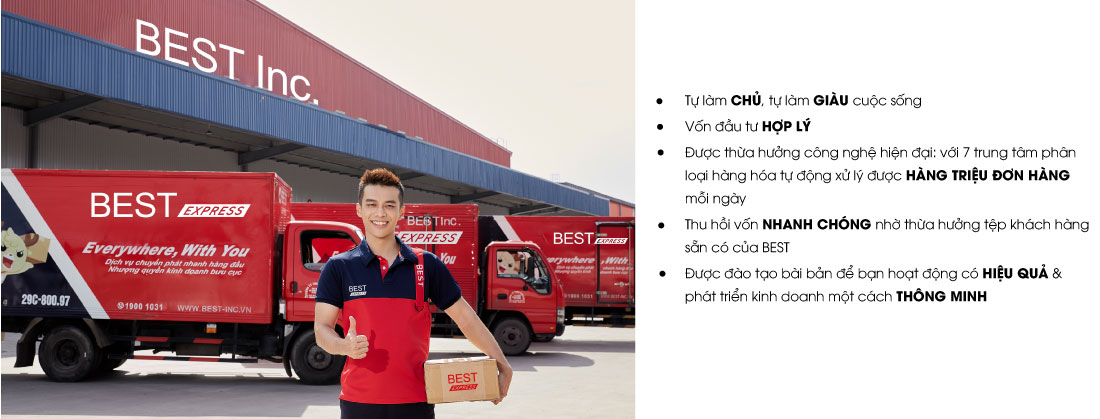 BEST Inc.
BEST EXPRESS
Everywhere, With You
Dịch vụ chuyển phát nhanh hàng đầu
Nhượng quyền kinh doanh bưu cục
29C-800.97
1900 1031
WWW.BEST-INC.VN
BEST Inc.
EXPRESS
BEST EXPRESS
BEST
BEST
EXPRESS
BEST
EXPRESS
• Tự làm CHỦ, tự làm GIÀU cuộc sống
• Vốn đầu tư HỢP LÝ
• Được thừa hưởng công nghệ hiện đại: với 7 trung tâm phân
loại hàng hóa tự động xử lý được HÀNG TRIỆU ĐƠN HÀNG
mỗi ngày
• Thu hồi vốn NHANH CHÓNG nhờ thừa hưởng tệp khách hàng
sẵn có của BEST
• Được đào tạo bài bản để bạn hoạt động có HIỆU QUẢ &
phát triển kinh doanh một cách THÔNG MINH